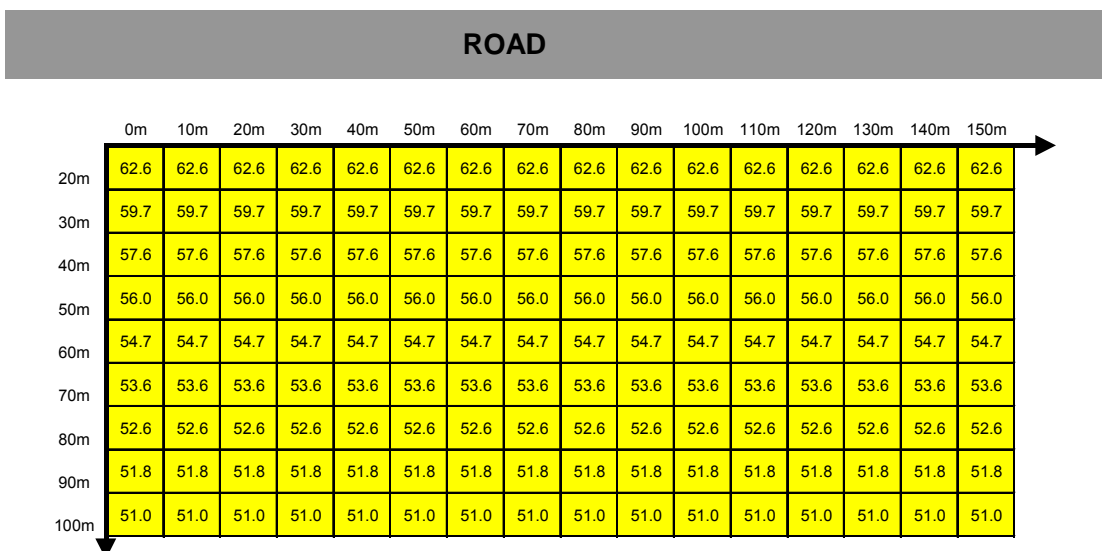 ROAD
0m 10m 20m 30m 40m 50m 60m 70m 80m 90m 100m 110m 120m 130m 140m 150m
20m 62.6 62.6 62.6 62.6 62.6 62.6 62.6 62.6 62.6 62.6 62.6 62.6 62.6 62.6 62.6 62.6
30m 59.7 59.7 59.7 59.7 59.7 59.7 59.7 59.7 59.7 59.7 59.7 59.7 59.7 59.7 59.7 59.7
40m 57.6 57.6 57.6 57.6 57.6 57.6 57.6 57.6 57.6 57.6 57.6 57.6 57.6 57.6 57.6 57.6
50m 56.0 56.0 56.0 56.0 56.0 56.0 56.0 56.0 56.0 56.0 56.0 56.0 56.0 56.0 56.0 56.0
60m 54.7 54.7 54.7 54.7 54.7 54.7 54.7 54.7 54.7 54.7 54.7 54.7 54.7 54.7 54.7 54.7
70m 53.6 53.6 53.6 53.6 53.6 53.6 53.6 53.6 53.6 53.6 53.6 53.6 53.6 53.6 53.6 53.6
80m 52.6 52.6 52.6 52.6 52.6 52.6 52.6 52.6 52.6 52.6 52.6 52.6 52.6 52.6 52.6 52.6
90m 51.8 51.8 51.8 51.8 51.8 51.8 51.8 51.8 51.8 51.8 51.8 51.8 51.8 51.8 51.8 51.8
100m 51.0 51.0 51.0 51.0 51.0 51.0 51.0 51.0 51.0 51.0 51.0 51.0 51.0 51.0 51.0 51.0